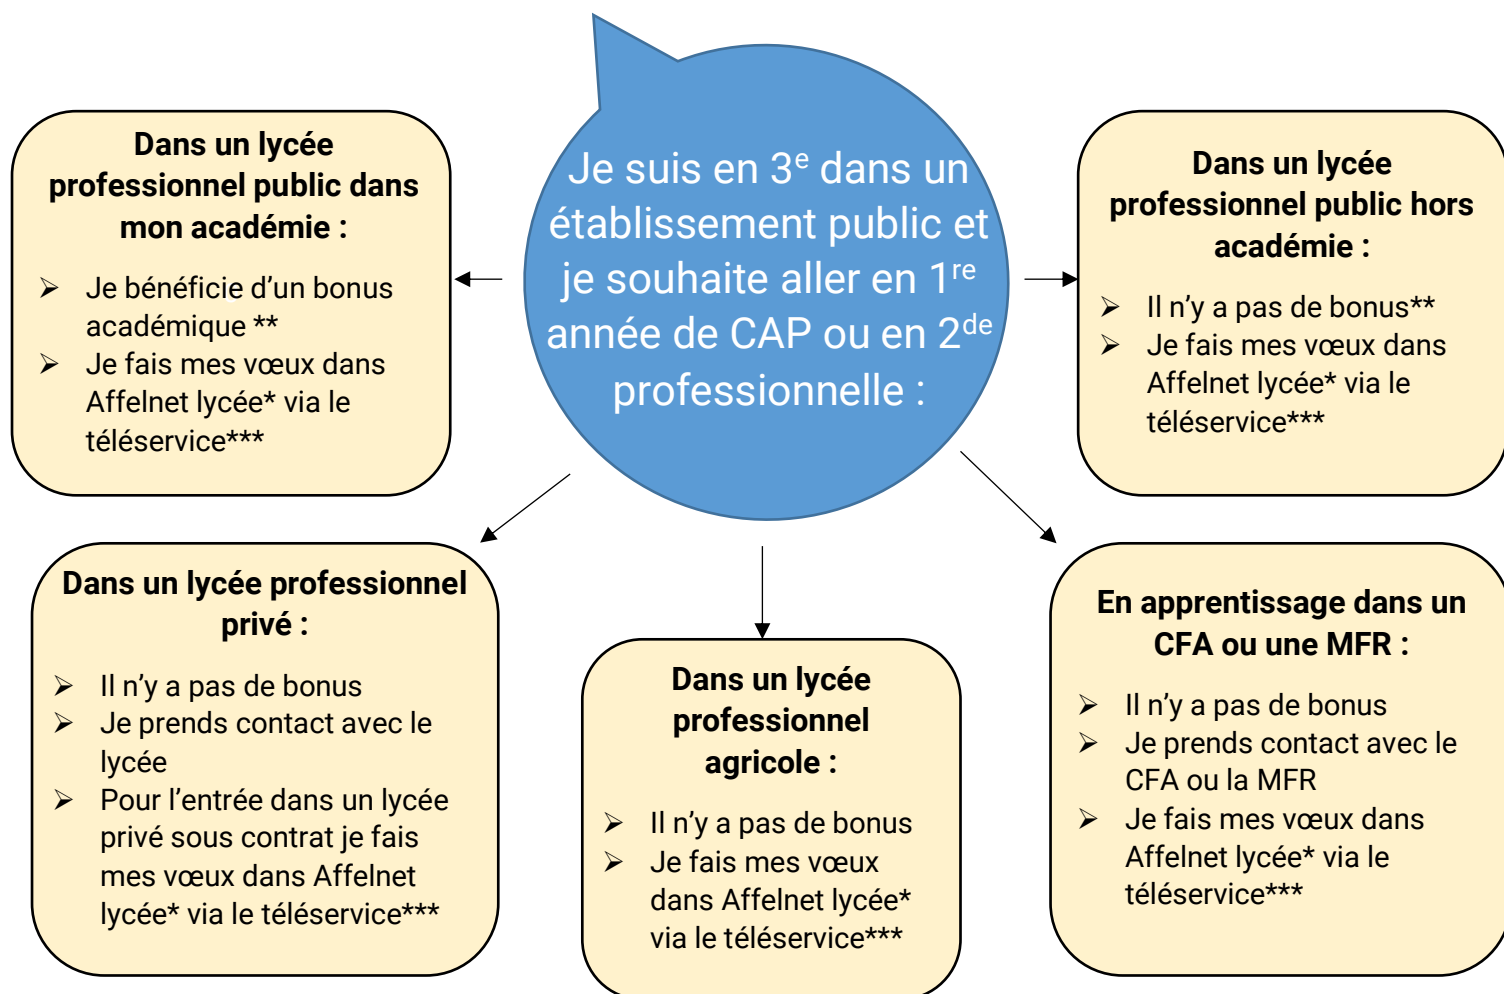 Je suis en 3e dans un
établissement public et
je souhaite aller en 1re
année de CAP ou en 2de
professionnelle :
Dans un lycée
professionnel public dans
mon académie :
➢ Je bénéficie d’un bonus
académique **
➢ Je fais mes vœux dans
Affelnet lycée* via le
téléservice***
Dans un lycée
professionnel public hors
académie :
➢ Il n’y a pas de bonus**
➢ Je fais mes vœux dans
Affelnet lycée* via le
téléservice***
Dans un lycée professionnel
privé :
➢ Il n’y a pas de bonus
➢ Je prends contact avec le
lycée
➢ Pour l’entrée dans un lycée
privé sous contrat je fais
mes vœux dans Affelnet
lycée* via le téléservice***
Dans un lycée
professionnel
agricole :
➢ Il n’y a pas de bonus
➢ Je fais mes vœux
dans Affelnet lycée*
via le téléservice***
En apprentissage dans un
CFA ou une MFR :
➢ Il n’y a pas de bonus
➢ Je prends contact avec le
CFA ou la MFR
➢ Je fais mes vœux dans
Affelnet lycée* via le
téléservice***